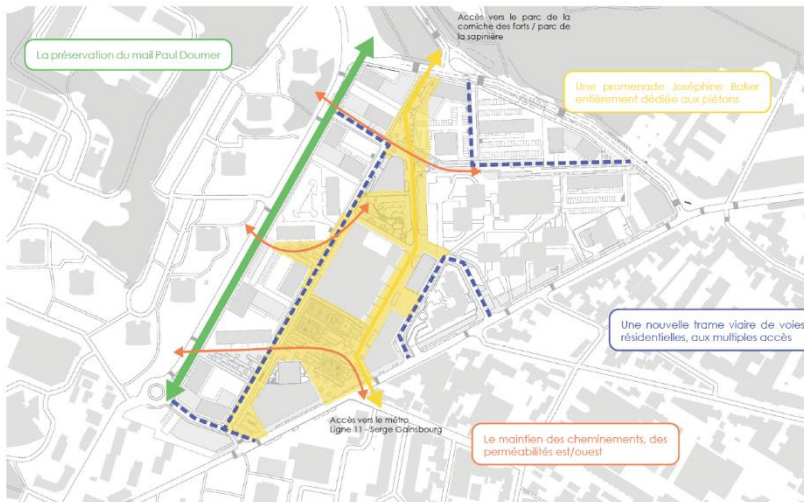 Accès vers le parc de la
corniche des forts / parc de
la sapinière
La préservation du mail Paul Doumer
Une promenade Joséphine Baker
entièrement dédiée aux piétons
Une nouvelle trame viaire de voies
résidentielles, aux multiples accès
Accès vers le métro
Ligne 11 - Serge Gainsbourg
Le maintien des cheminements, des
perméabilités est/ouest